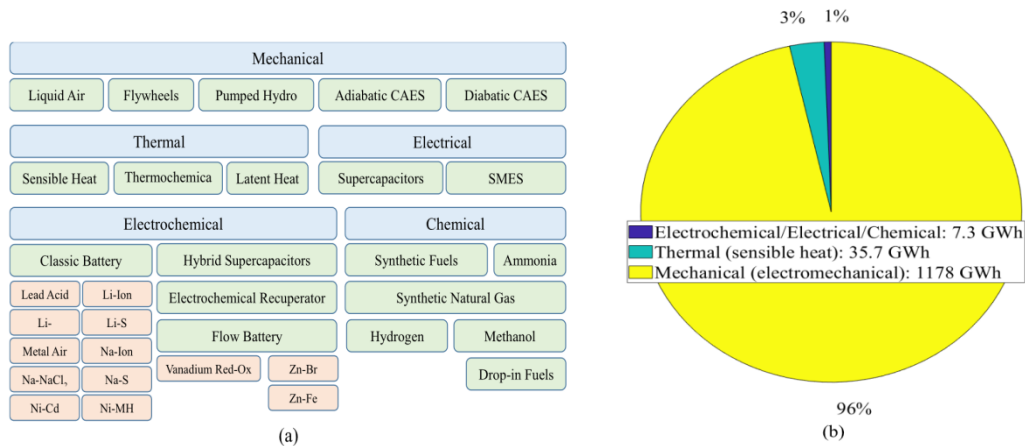 Mechanical
Liquid Air
Flywheels
Pumped Hydro
Adiabatic CAES
Diabatic CAES
Thermal
Electrical
Sensible Heat
Thermochemica
Latent Heat
Supercapacitors
SMES
Electrochemical
Chemical
Classic Battery
Hybrid Supercapacitors
Synthetic Fuels
Ammonia
Lead Acid
Li-Ion
Electrochemical Recuperator
Synthetic Natural Gas
Li-
Li-S
Flow Battery
Hydrogen
Methanol
Metal Air
Na-Ion
Vanadium Red-Ox
Zn-Br
Drop-in Fuels
Na-NaCl,
Na-S
Zn-Fe
Ni-Cd
Ni-MH
(a)
3%
1%
Electrochemical/Electrical/Chemical: 7.3 GWh
Thermal (sensible heat): 35.7 GWh
Mechanical (electromechanical): 1178 GWh
96%
(b)